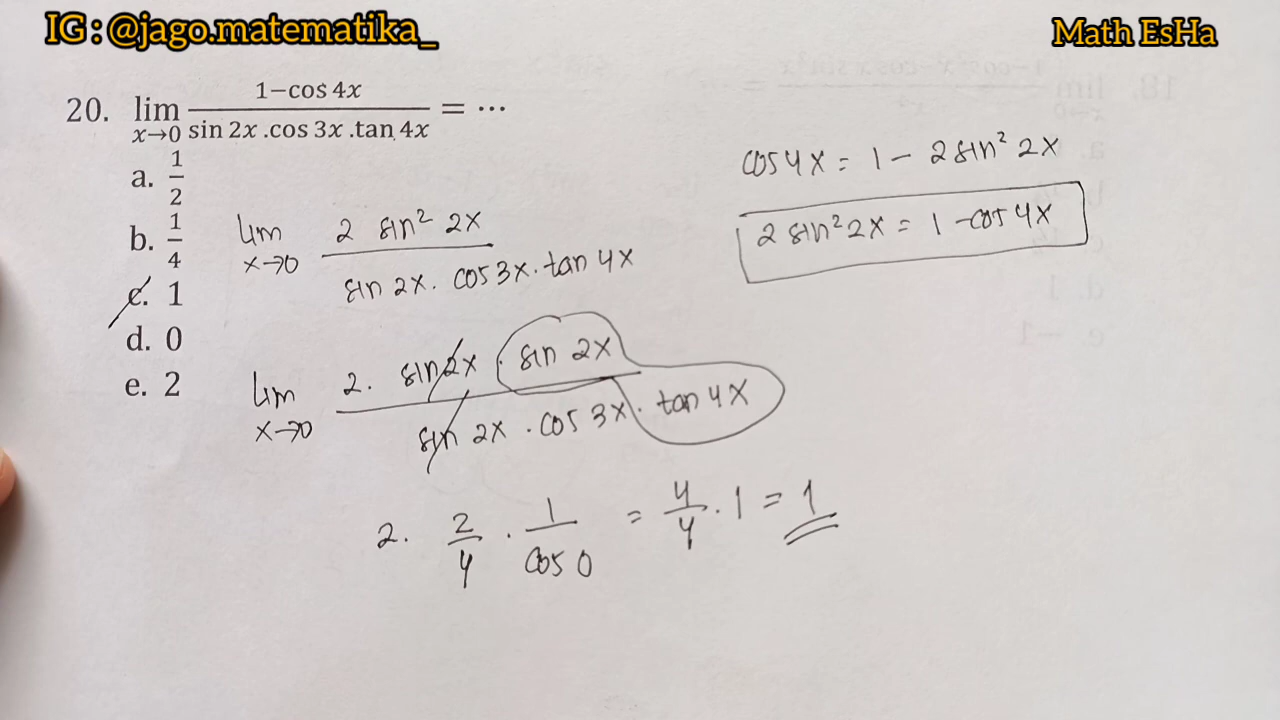 IG : @jago.matematika_
Math EsHa
20. lim x→0 1−cos 4x / sin 2x .cos 3x .tan 4x = ⋯
a. 1/2
b. 1/4
c. 1
d. 0
e. 2
cos 4x = 1 − 2 sin² 2x
2 sin² 2x = 1 − cos 4x
lim x→0 2 sin² 2x / sin 2x . cos 3x . tan 4x
lim x→0 2. sin 2x . sin 2x / sin 2x . cos 3x . tan 4x
2. 2/4 . 1/cos 0 = 4/4 . 1 = 1